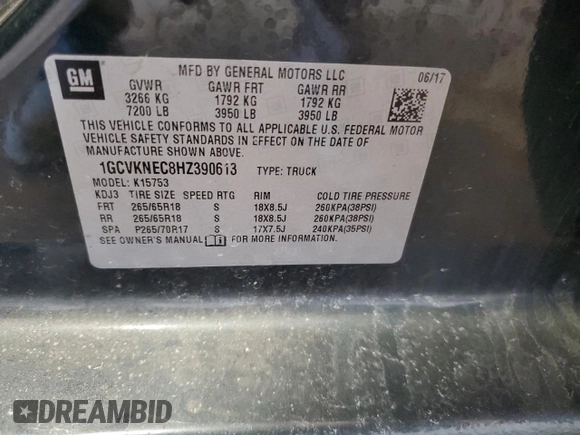 GM
MFD BY GENERAL MOTORS LLC 06/17
GVWR GAWR FRT GAWR RR
3266 KG 1792 KG 1792 KG
7200 LB 3950 LB 3950 LB
THIS VEHICLE CONFORMS TO ALL APPLICABLE U.S. FEDERAL MOTOR
VEHICLE SAFETY STANDARDS IN EFFECT ON THE DATE OF
MANUFACTURE SHOWN ABOVE.
1GCVKNEC8HZ390613 TYPE: TRUCK
MODEL: K15753
KDJ3 TIRE SIZE SPEED RTG RIM COLD TIRE PRESSURE
FRT 265/65R18 S 18X8.5J 260KPA(38PSI)
RR 265/65R18 S 18X8.5J 260KPA(38PSI)
SPA P265/70R17 S 17X7.5J 240KPA(35PSI)
SEE OWNER'S MANUAL FOR MORE INFORMATION
DREAMBID